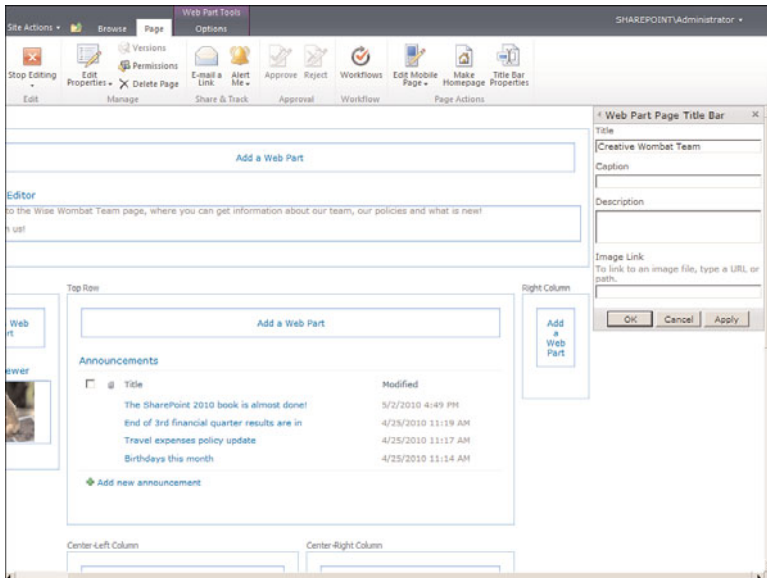 Web Part Tools
Site Actions Browse Page Options
SHAREPOINT\Administrator
Stop Editing
Edit Properties
Versions
Permissions
Delete Page
E-mail a Link
Alert Me
Approve Reject
Workflows
Edit Mobile Page
Make Homepage
Title Bar Properties
Edit Manage Share & Track Approval Workflow Page Actions
Web Part Page Title Bar
Title
Creative Wombat Team
Caption
Description
Image Link
To link to an image file, type a URL or
path.
OK Cancel Apply
Add a Web Part
Editor
to the Wise Wombat Team page, where you can get information about our team, our policies and what is new!
us!
Top Row Right Column
Web
Add a Web Part
Add
a
Web
Part
Announcements
Title Modified
The SharePoint 2010 book is almost done! 5/2/2010 4:49 PM
End of 3rd financial quarter results are in 4/25/2010 11:19 AM
Travel expenses policy update 4/25/2010 11:17 AM
Birthdays this month 4/25/2010 11:14 AM
Add new announcement
Center-Left Column Center-Right Column